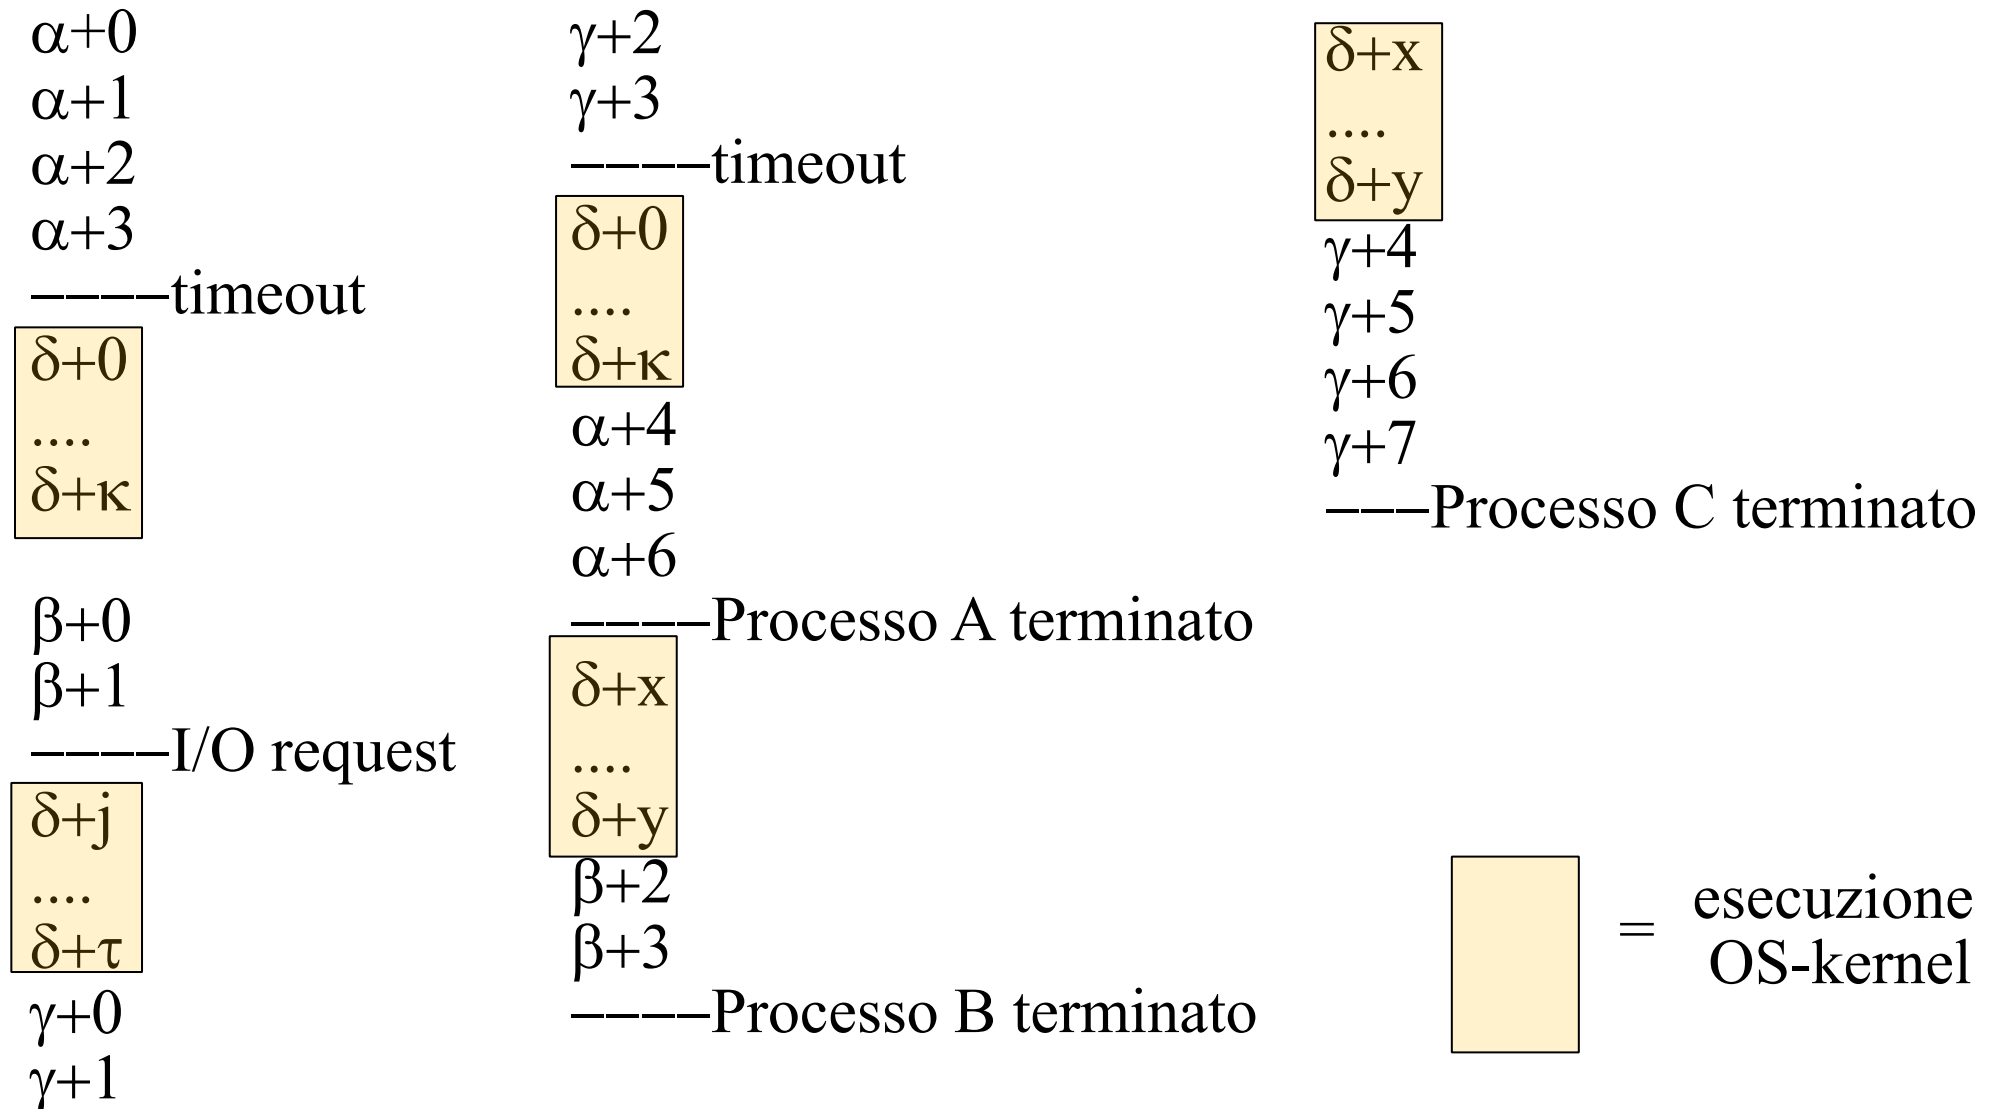 α+0
α+1
α+2
α+3
----timeout
δ+0
....
δ+κ
β+0
β+1
----I/O request
δ+j
....
δ+τ
γ+0
γ+1
γ+2
γ+3
----timeout
δ+0
....
δ+κ
α+4
α+5
α+6
----Processo A terminato
δ+x
....
δ+y
β+2
β+3
----Processo B terminato
δ+x
....
δ+y
γ+4
γ+5
γ+6
γ+7
---Processo C terminato
= esecuzione
OS-kernel